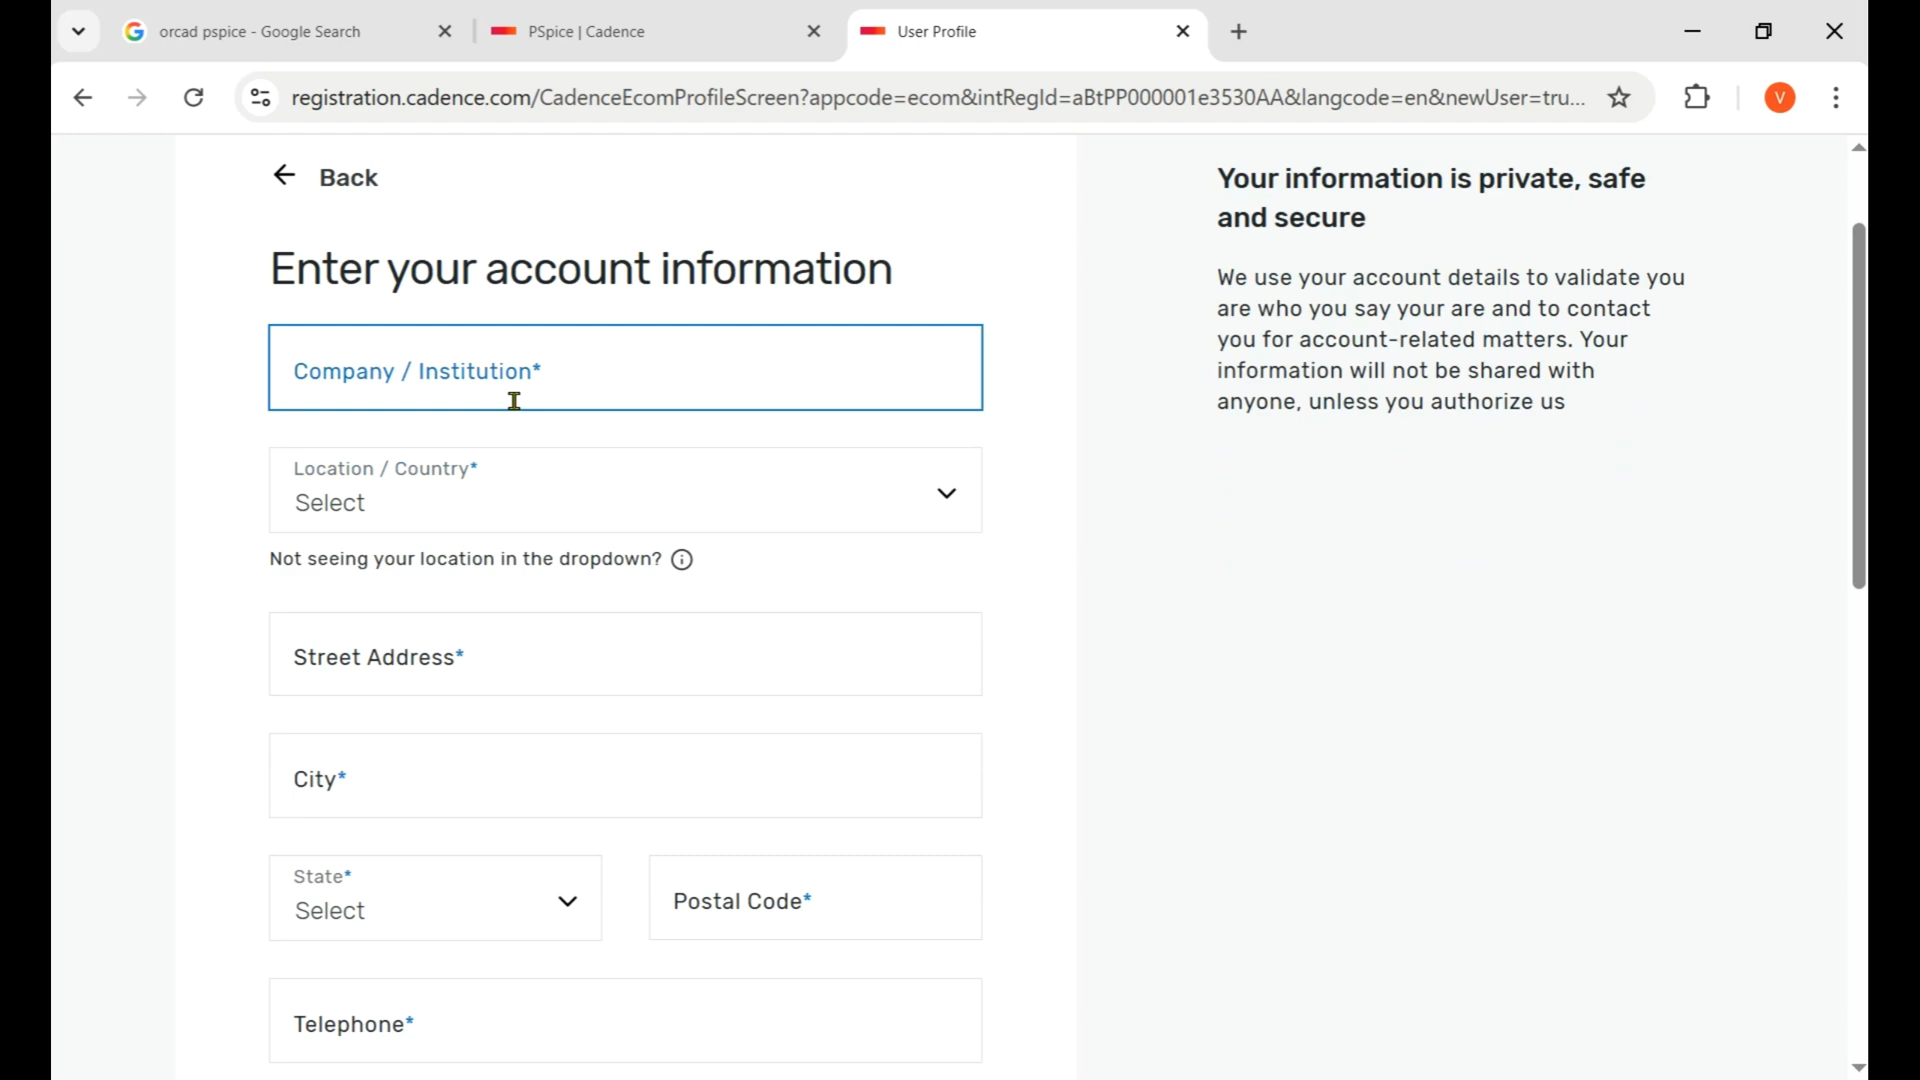 orcad pspice - Google Search
PSpice | Cadence
User Profile
registration.cadence.com/CadenceEcomProfileScreen?appcode=ecom&intRegId=aBtPP000001e3530AA&langcode=en&newUser=tru...
V
Back
Enter your account information
Company / Institution*
Location / Country*
Select
Not seeing your location in the dropdown?
Street Address*
City*
State*
Select
Postal Code*
Telephone*
Your information is private, safe
and secure
We use your account details to validate you
are who you say your are and to contact
you for account-related matters. Your
information will not be shared with
anyone, unless you authorize us